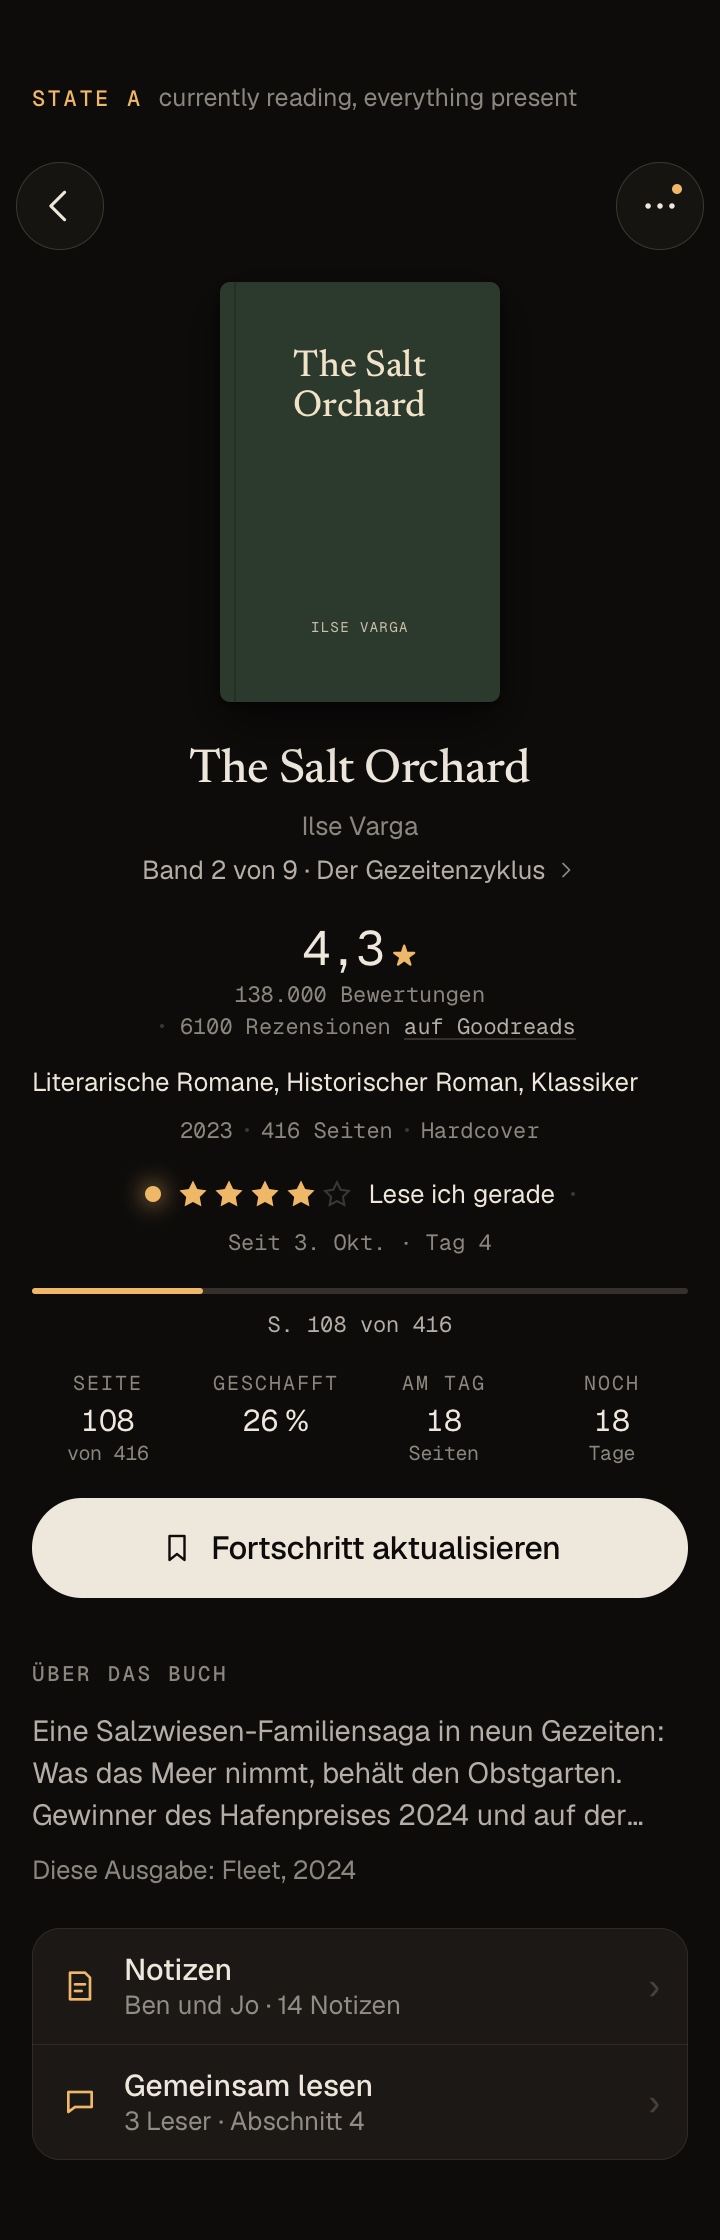 STATE A currently reading, everything present
The Salt
Orchard
ILSE VARGA
The Salt Orchard
Ilse Varga
Band 2 von 9 · Der Gezeitenzyklus
4,3
138.000 Bewertungen
· 6100 Rezensionen auf Goodreads
Literarische Romane, Historischer Roman, Klassiker
2023 · 416 Seiten · Hardcover
Lese ich gerade ·
Seit 3. Okt. · Tag 4
S. 108 von 416
SEITE GESCHAFFT AM TAG NOCH
108 26 % 18 18
von 416 Seiten Tage
Fortschritt aktualisieren
ÜBER DAS BUCH
Eine Salzwiesen-Familiensaga in neun Gezeiten:
Was das Meer nimmt, behält den Obstgarten.
Gewinner des Hafenpreises 2024 und auf der…
Diese Ausgabe: Fleet, 2024
Notizen
Ben und Jo · 14 Notizen
Gemeinsam lesen
3 Leser · Abschnitt 4